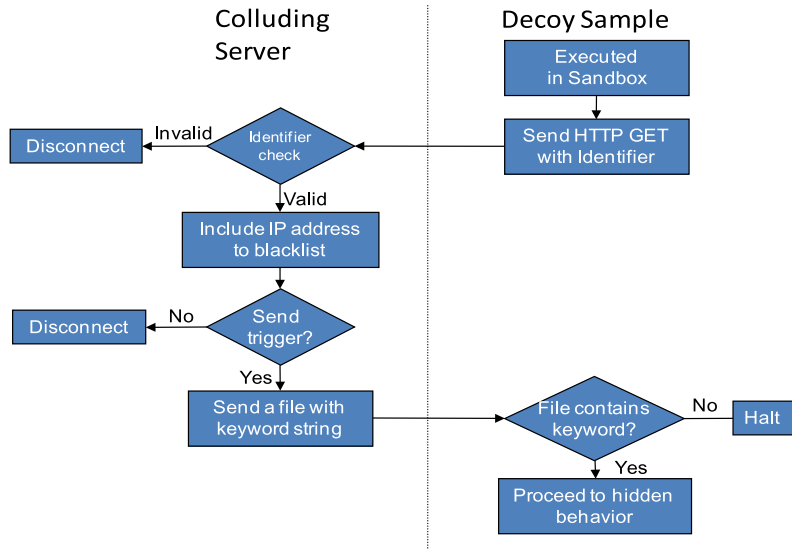 Colluding
Server
Decoy Sample
Executed
in Sandbox
Send HTTP GET
with Identifier
Identifier
check
Invalid
Disconnect
Valid
Include IP address
to blacklist
Send
trigger?
No
Disconnect
Yes
Send a file with
keyword string
File contains
keyword?
No
Halt
Yes
Proceed to hidden
behavior